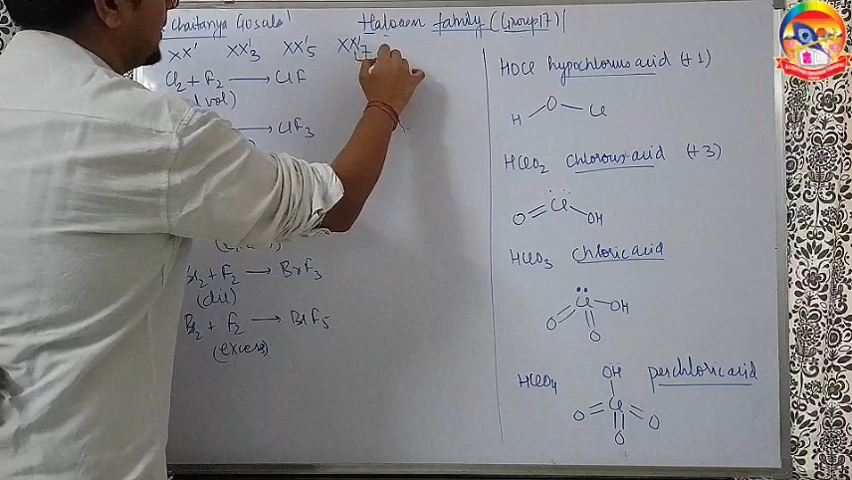 Chaitanya Gosala
Halogen family (Group 17)
XX' XX'3 XX'5 XX'7
Cl2 + F2 → ClF
→ ClF3
Br2 + F2 → BrF3
(dil)
Br2 + F2 → BrF5
(excess)
HOCl hypochlorus acid (+1)
H O Cl
HClO2 chlorous acid (+3)
O Cl OH
HClO3 chloric acid
Cl OH
O O
HClO4 perchloric acid
OH
O Cl O
O